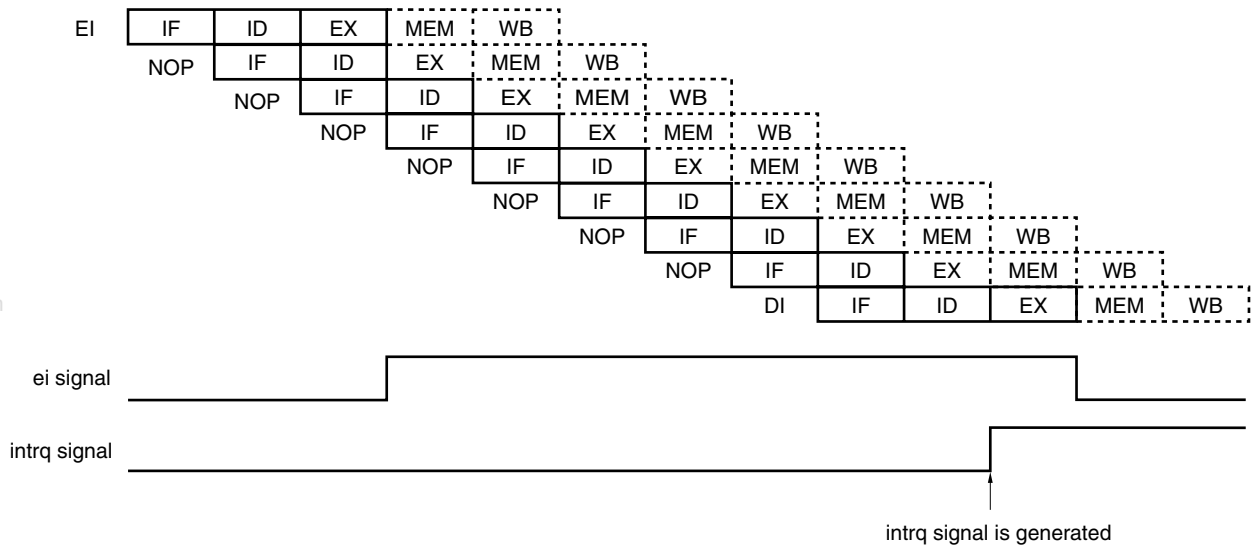 EI IF ID EX MEM WB
NOP IF ID EX MEM WB
NOP IF ID EX MEM WB
NOP IF ID EX MEM WB
NOP IF ID EX MEM WB
NOP IF ID EX MEM WB
NOP IF ID EX MEM WB
NOP IF ID EX MEM WB
DI IF ID EX MEM WB
ei signal
intrq signal
intrq signal is generated